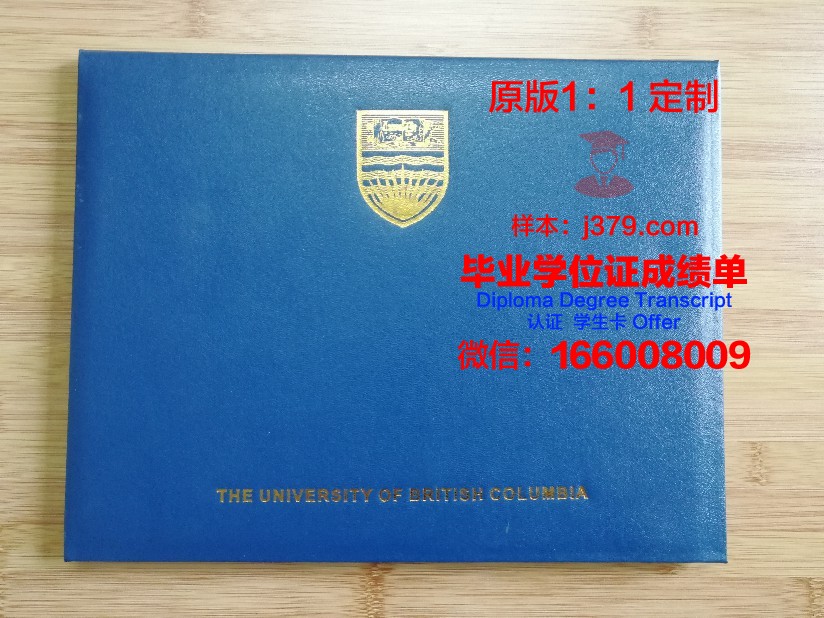 原版1：1 定制
样本：j379.com
毕业学位证成绩单
Diploma Degree Transcript
认证 学生卡 Offer
微信：166008009
THE UNIVERSITY OF BRITISH COLUMBIA